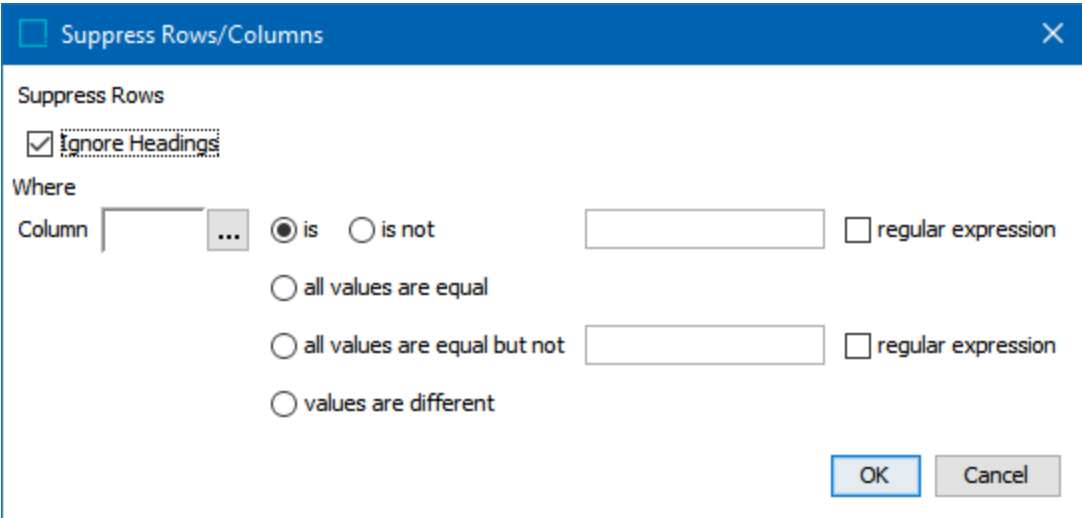 Suppress Rows/Columns
Suppress Rows
Ignore Headings
Where
Column ... is is not regular expression
all values are equal
all values are equal but not regular expression
values are different
OK Cancel